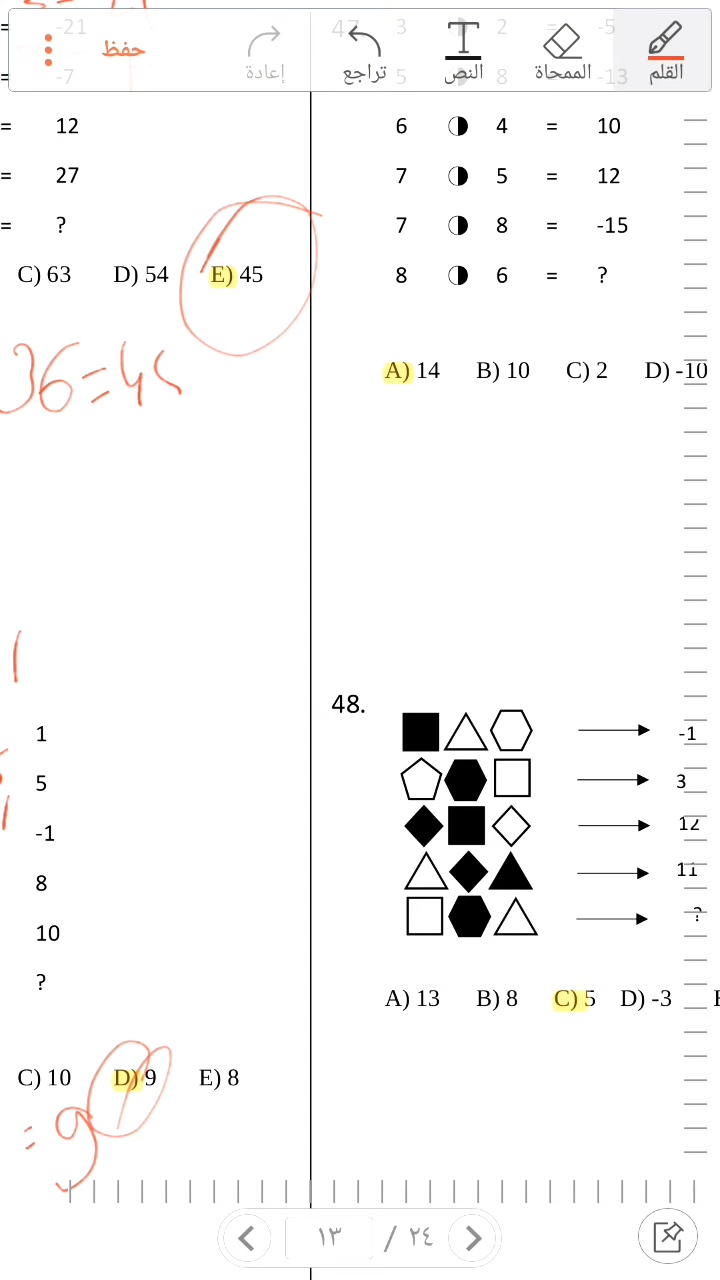 حفظ
إعادة
تراجع
النص
الممحاة
القلم
= -21
= -7
= 12
= 27
= ?
C) 63 D) 54 E) 45
36=45
1
5
-1
8
10
?
C) 10 D) 9 E) 8
= 9
47. 3 2 = -5
5 8 = -13
6 4 = 10
7 5 = 12
7 8 = -15
8 6 = ?
A) 14 B) 10 C) 2 D) -10
48.
-1
3
12
11
?
A) 13 B) 8 C) 5 D) -3
١٣ / ٢٤